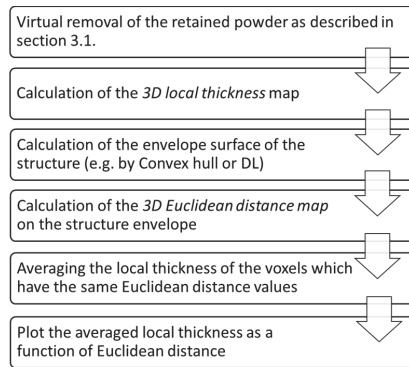 Virtual removal of the retained powder as described in
section 3.1.
Calculation of the 3D local thickness map
Calculation of the envelope surface of the
structure (e.g. by Convex hull or DL)
Calculation of the 3D Euclidean distance map
on the structure envelope
Averaging the local thickness of the voxels which
have the same Euclidean distance values
Plot the averaged local thickness as a
function of Euclidean distance